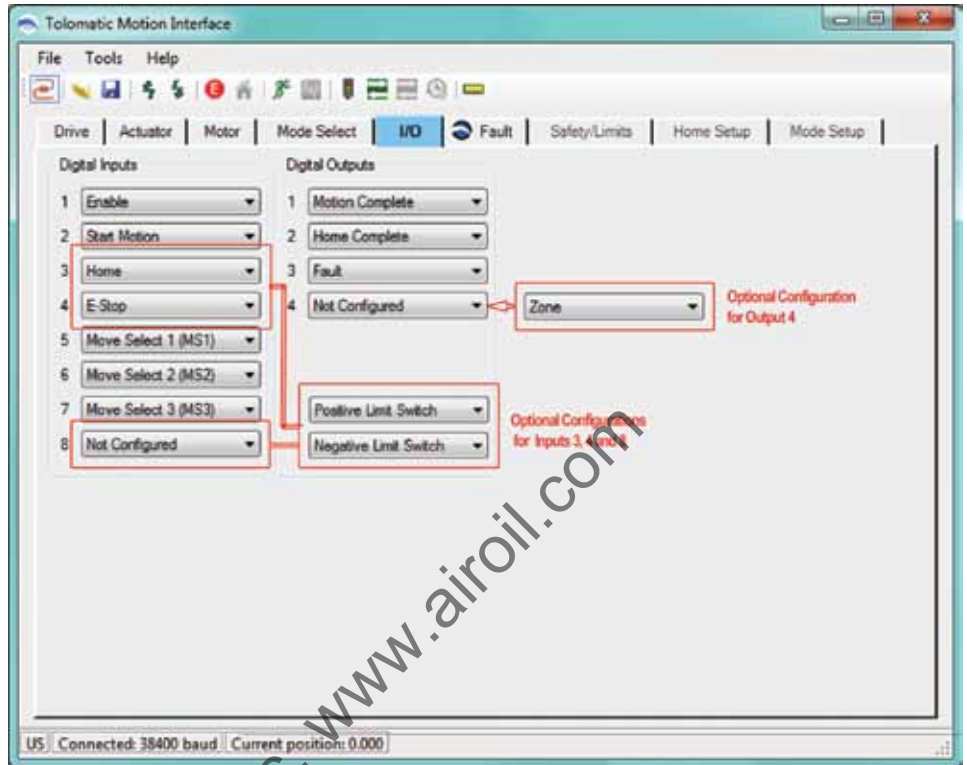 Tolomatic Motion Interface
File Tools Help
Drive Actuator Motor Mode Select I/O Fault Safety/Limits Home Setup Mode Setup
Digital Inputs
1 Enable
2 Start Motion
3 Home
4 E-Stop
5 Move Select 1 (MS1)
6 Move Select 2 (MS2)
7 Move Select 3 (MS3)
8 Not Configured
Digital Outputs
1 Motion Complete
2 Home Complete
3 Fault
4 Not Configured
Zone
Optional Configuration
for Output 4
Positive Limit Switch
Negative Limit Switch
Optional Configurations
for Inputs 3, 4 and 8
www.airoil.com
US Connected: 38400 baud Current position: 0.000